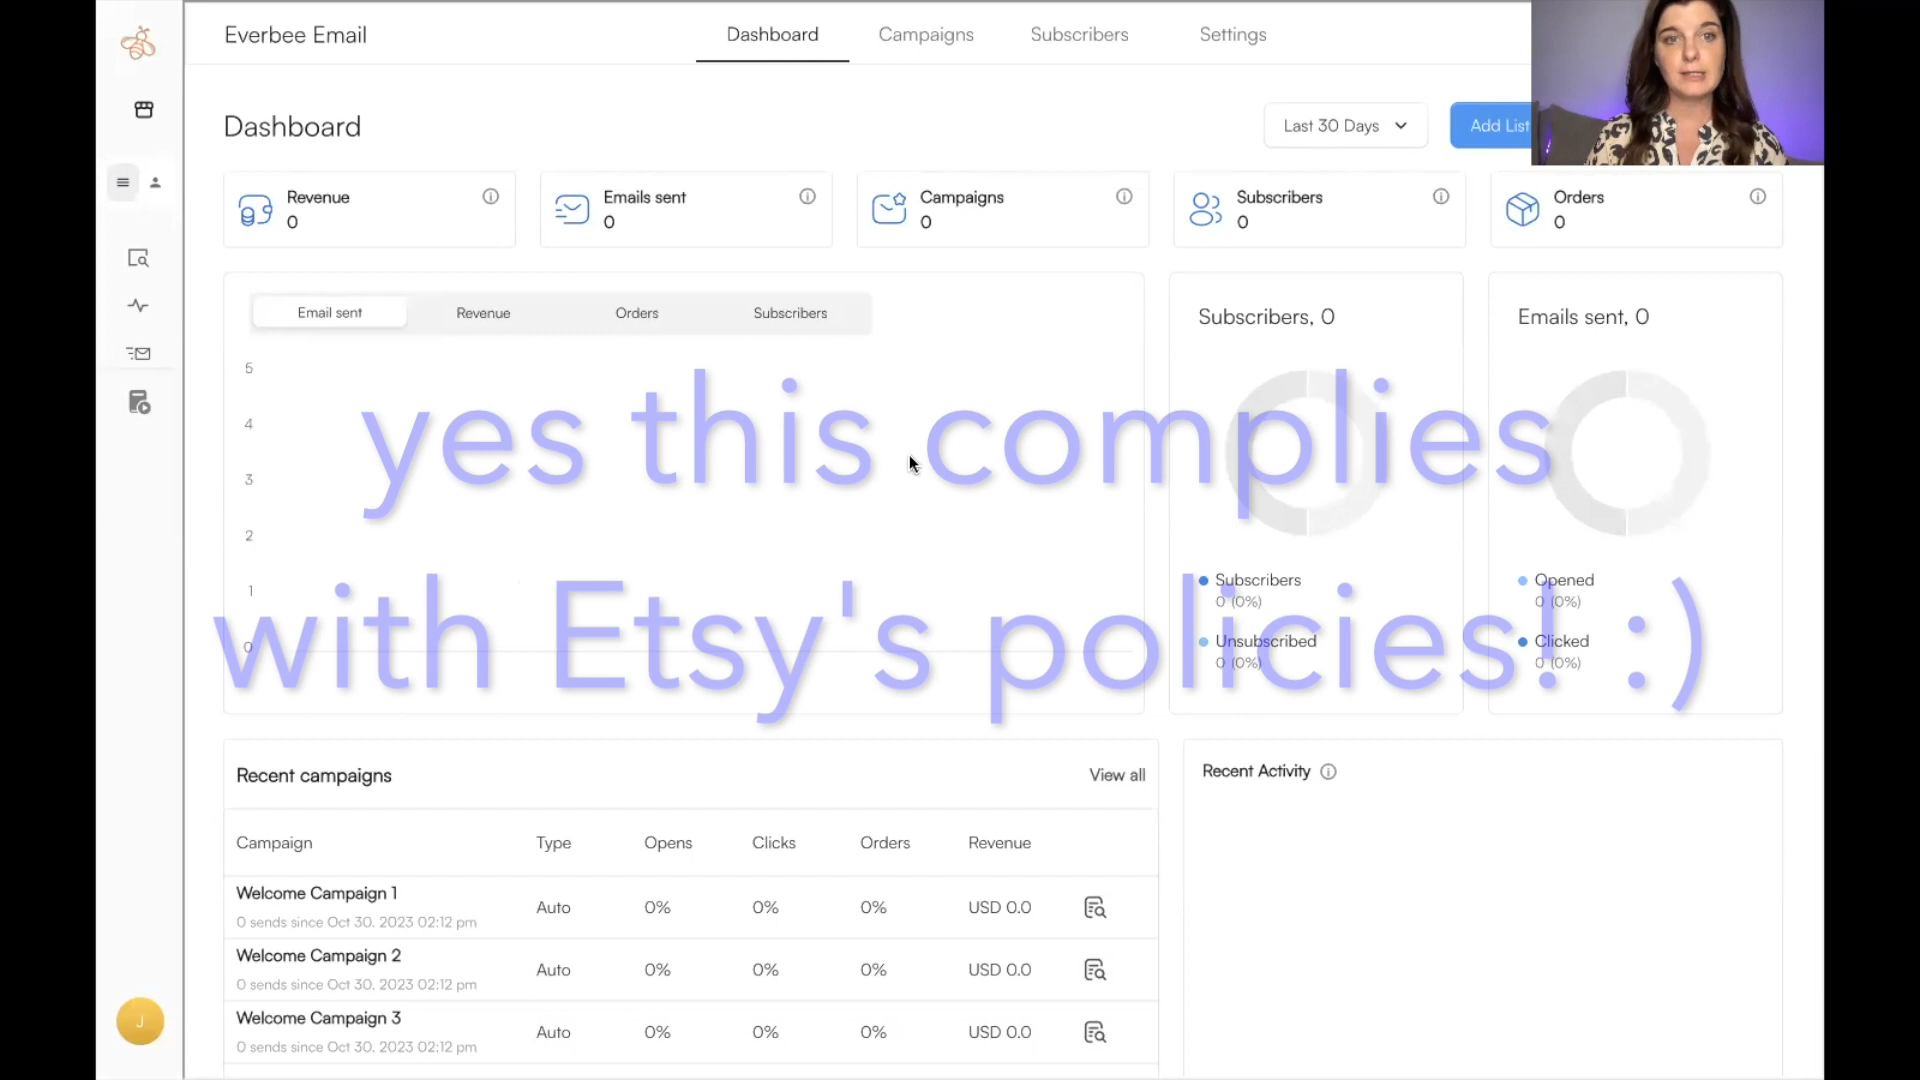 Everbee Email
Dashboard
Campaigns
Subscribers
Settings
Dashboard
Last 30 Days
Add List
Revenue
0
Emails sent
0
Campaigns
0
Subscribers
0
Orders
0
Email sent
Revenue
Orders
Subscribers
5
4
3
2
1
0
Subscribers, 0
Subscribers
0 (0%)
Unsubscribed
0 (0%)
Emails sent, 0
Opened
0 (0%)
Clicked
0 (0%)
yes this complies
with Etsy's policies! :)
Recent campaigns
View all
Campaign Type Opens Clicks Orders Revenue
Welcome Campaign 1
0 sends since Oct 30, 2023 02:12 pm
Auto 0% 0% 0% USD 0.0
Welcome Campaign 2
0 sends since Oct 30, 2023 02:12 pm
Auto 0% 0% 0% USD 0.0
Welcome Campaign 3
0 sends since Oct 30, 2023 02:12 pm
Auto 0% 0% 0% USD 0.0
Recent Activity
J